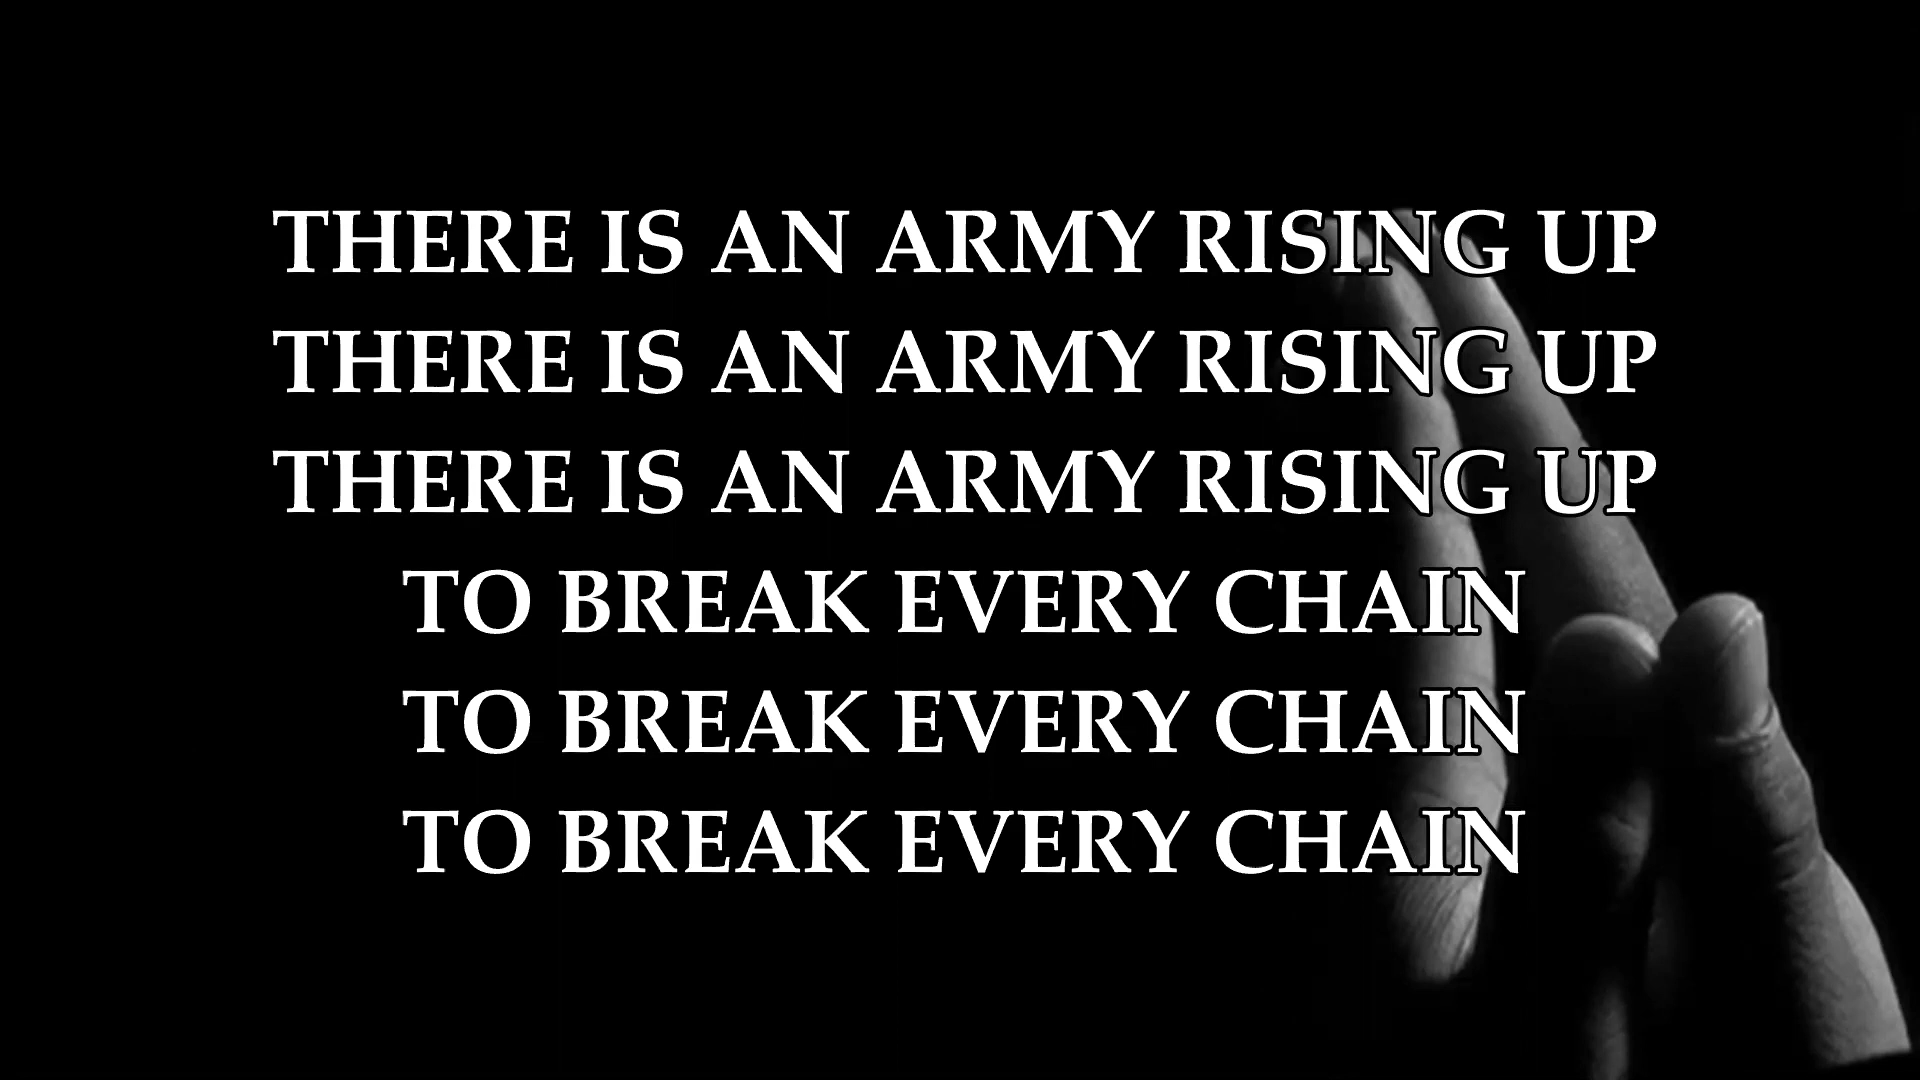 THERE IS AN ARMY RISING UP
THERE IS AN ARMY RISING UP
THERE IS AN ARMY RISING UP
TO BREAK EVERY CHAIN
TO BREAK EVERY CHAIN
TO BREAK EVERY CHAIN